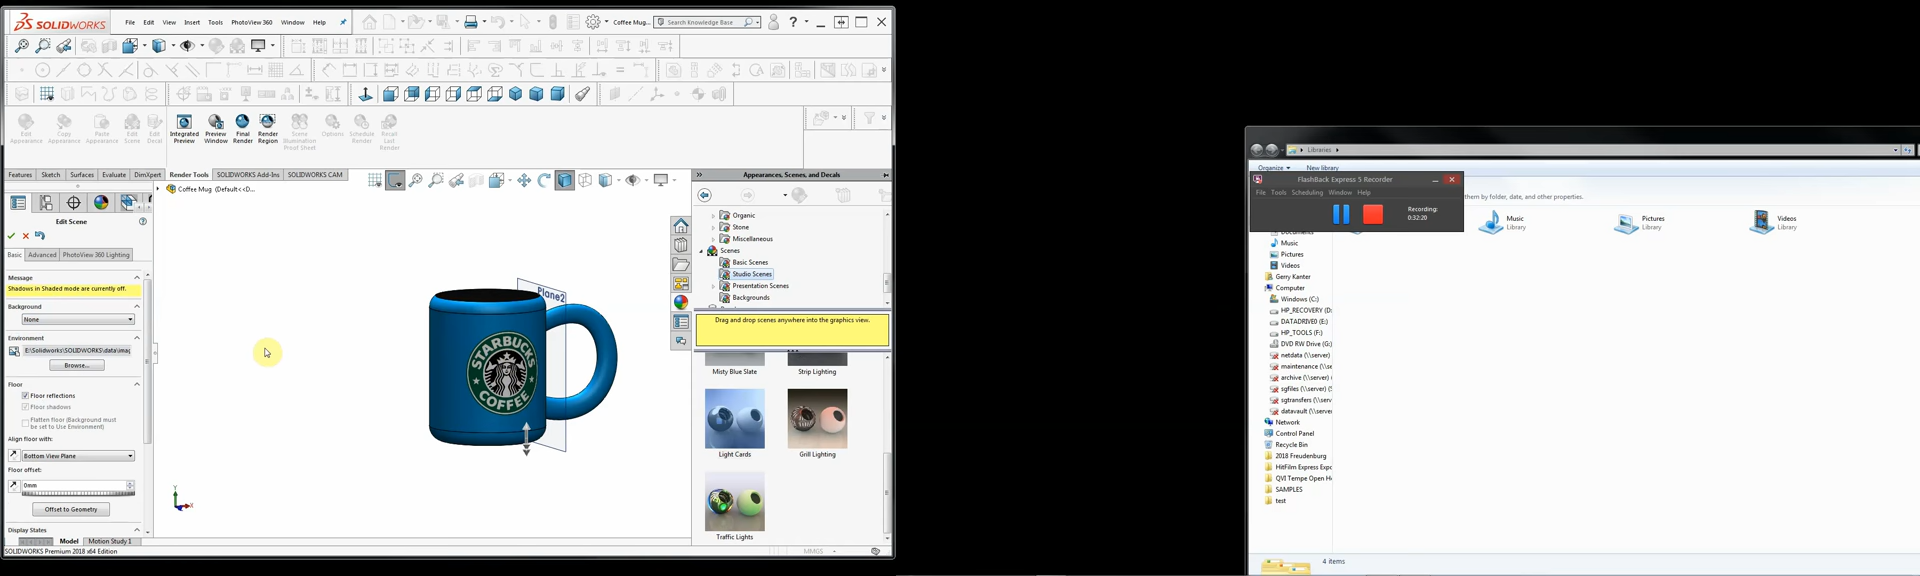 SOLIDWORKS
File Edit View Insert Tools PhotoView 360 Window Help
Coffee Mug...
Search Knowledge Base
Edit Appearance
Copy Appearance
Paste Appearance
Edit Scene
Edit Decal
Integrated Preview
Preview Window
Final Render
Render Region
Scene Illumination Proof Sheet
Options
Schedule Render
Recall Last Render
Features Sketch Surfaces Evaluate DimXpert Render Tools SOLIDWORKS Add-Ins SOLIDWORKS CAM
Coffee Mug (Default<<D...
Edit Scene
Basic Advanced PhotoView 360 Lighting
Message
Shadows in Shaded mode are currently off.
Background
None
Environment
E:\Solidworks\SOLIDWORKS\data\imag
Browse...
Floor
Floor reflections
Floor shadows
Flatten floor (Background must
be set to Use Environment)
Align floor with:
Bottom View Plane
Floor offset:
0mm
Offset to Geometry
Display States
Model Motion Study 1
SOLIDWORKS Premium 2018 x64 Edition
MMGS
Plane2
STARBUCKS
COFFEE
Y
X
Appearances, Scenes, and Decals
Organic
Stone
Miscellaneous
Scenes
Basic Scenes
Studio Scenes
Presentation Scenes
Backgrounds
Drag and drop scenes anywhere into the graphics view.
Misty Blue Slate
Strip Lighting
Light Cards
Grill Lighting
Traffic Lights
Libraries
Organize New library
FlashBack Express 5 Recorder
File Tools Scheduling Window Help
Recording:
0:32:20
them by folder, date, and other properties.
Music
Library
Pictures
Library
Videos
Library
Documents
Music
Pictures
Videos
Gerry Kanter
Computer
Windows (C:)
HP_RECOVERY (D:
DATADRIVE0 (E:)
HP_TOOLS (F:)
DVD RW Drive (G:)
netdata (\\server)
maintenance (\\server)
archive (\\server)
sgfiles (\\server) (S
sgtransfers (\\server)
datavault (\\server)
Network
Control Panel
Recycle Bin
2018 Freudenburg
HitFilm Express Expo
QVI Tempe Open Ho
SAMPLES
test
4 items